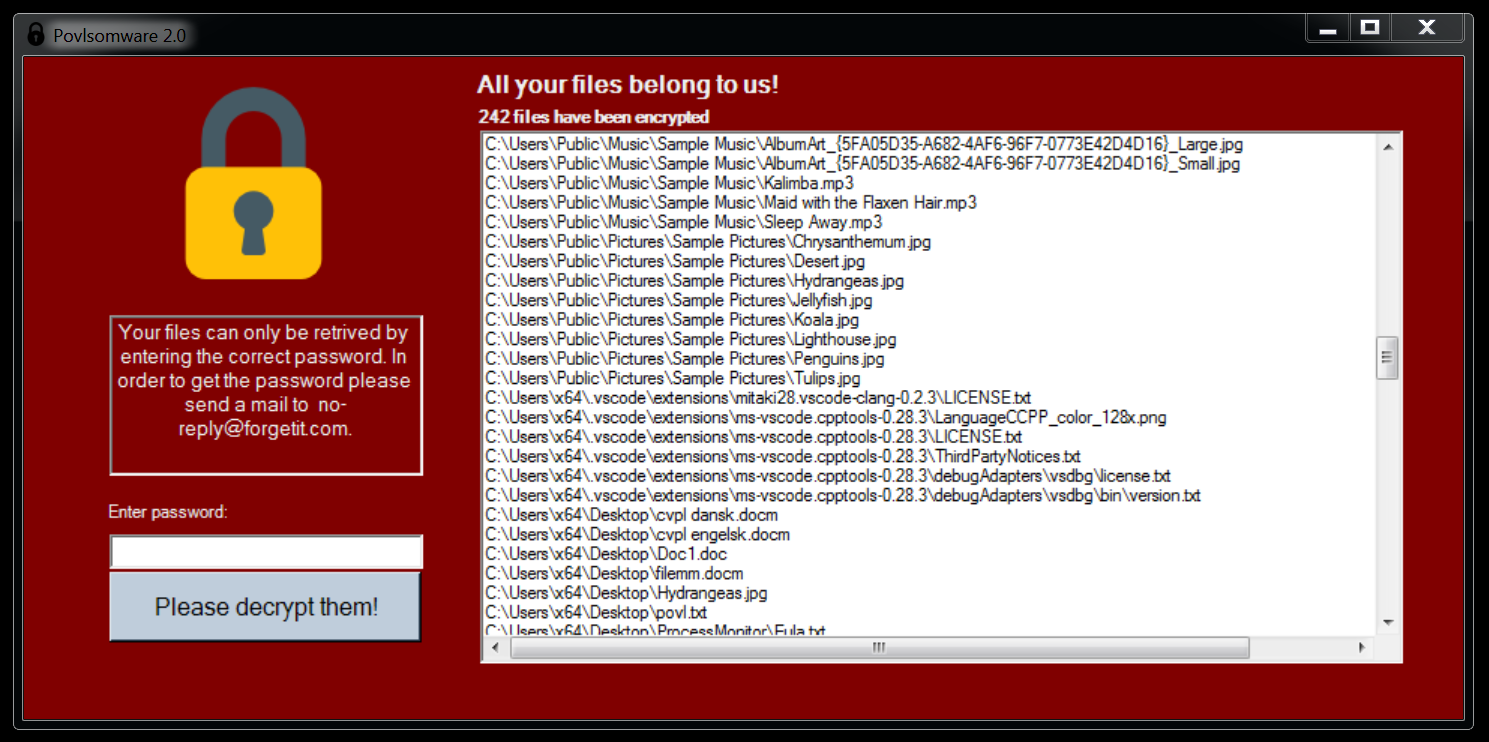 Povlsomware 2.0
All your files belong to us!
242 files have been encrypted
C:\Users\Public\Music\Sample Music\AlbumArt_{5FA05D35-A682-4AF6-96F7-0773E42D4D16}_Large.jpg
C:\Users\Public\Music\Sample Music\AlbumArt_{5FA05D35-A682-4AF6-96F7-0773E42D4D16}_Small.jpg
C:\Users\Public\Music\Sample Music\Kalimba.mp3
C:\Users\Public\Music\Sample Music\Maid with the Flaxen Hair.mp3
C:\Users\Public\Music\Sample Music\Sleep Away.mp3
C:\Users\Public\Pictures\Sample Pictures\Chrysanthemum.jpg
C:\Users\Public\Pictures\Sample Pictures\Desert.jpg
C:\Users\Public\Pictures\Sample Pictures\Hydrangeas.jpg
C:\Users\Public\Pictures\Sample Pictures\Jellyfish.jpg
C:\Users\Public\Pictures\Sample Pictures\Koala.jpg
C:\Users\Public\Pictures\Sample Pictures\Lighthouse.jpg
C:\Users\Public\Pictures\Sample Pictures\Penguins.jpg
C:\Users\Public\Pictures\Sample Pictures\Tulips.jpg
C:\Users\x64\.vscode\extensions\mitaki28.vscode-clang-0.2.3\LICENSE.txt
C:\Users\x64\.vscode\extensions\ms-vscode.cpptools-0.28.3\LanguageCCPP_color_128x.png
C:\Users\x64\.vscode\extensions\ms-vscode.cpptools-0.28.3\LICENSE.txt
C:\Users\x64\.vscode\extensions\ms-vscode.cpptools-0.28.3\ThirdPartyNotices.txt
C:\Users\x64\.vscode\extensions\ms-vscode.cpptools-0.28.3\debugAdapters\vsdbg\license.txt
C:\Users\x64\.vscode\extensions\ms-vscode.cpptools-0.28.3\debugAdapters\vsdbg\bin\version.txt
C:\Users\x64\Desktop\cvpl dansk.docm
C:\Users\x64\Desktop\cvpl engelsk.docm
C:\Users\x64\Desktop\Doc1.doc
C:\Users\x64\Desktop\filemm.docm
C:\Users\x64\Desktop\Hydrangeas.jpg
C:\Users\x64\Desktop\povl.txt
C:\Users\x64\Desktop\ProcessMonitor\Eula.txt
Your files can only be retrived by
entering the correct password. In
order to get the password please
send a mail to  no-
reply@forgetit.com.
Enter password:
Please decrypt them!